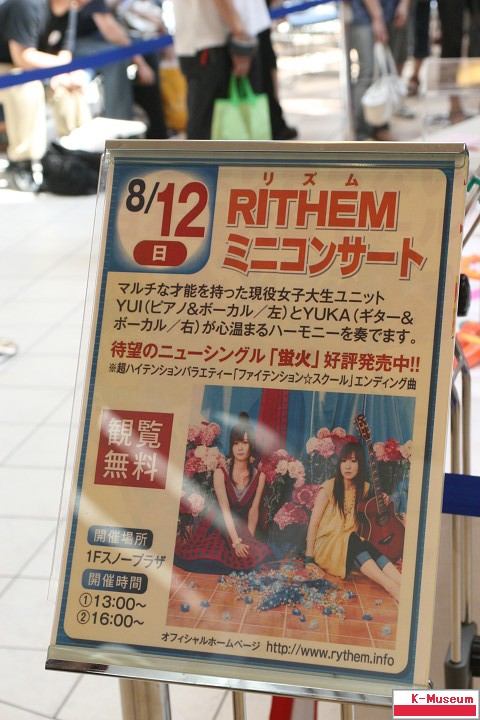 8/12
日
リズム
RITHEM
ミニコンサート
マルチな才能を持った現役女子大生ユニット
YUI(ピアノ&ボーカル/左)とYUKA(ギター&
ボーカル/右)が心温まるハーモニーを奏でます。
待望のニューシングル「蛍火」好評発売中!!
※超ハイテンションバラエティー「ファイテンション☆スクール」エンディング曲
観覧
無料
開催場所
1Fスノープラザ
開催時間
①13:00~
②16:00~
オフィシャルホームページ http://www.rythem.info
K-Museum